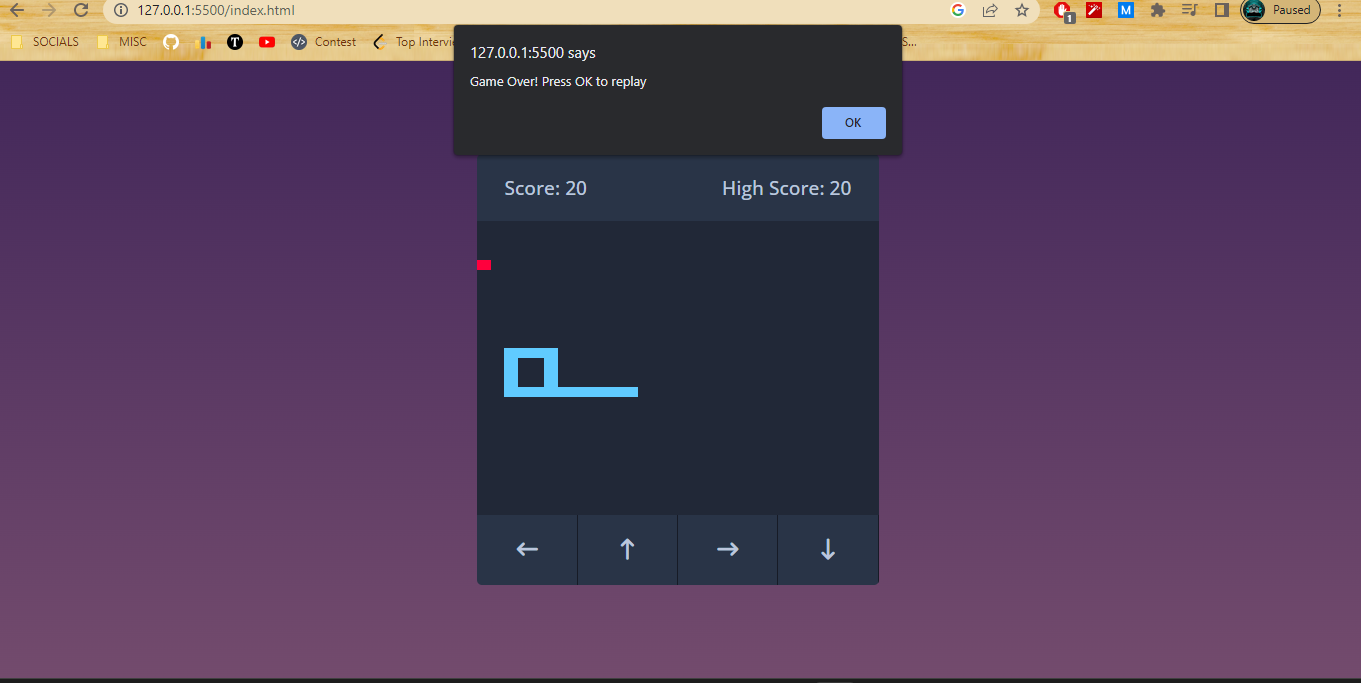 127.0.0.1:5500/index.html
1
M
Paused
SOCIALS
MISC
T
Contest
Top Intervi
S...
127.0.0.1:5500 says
Game Over! Press OK to replay
OK
Score: 20
High Score: 20